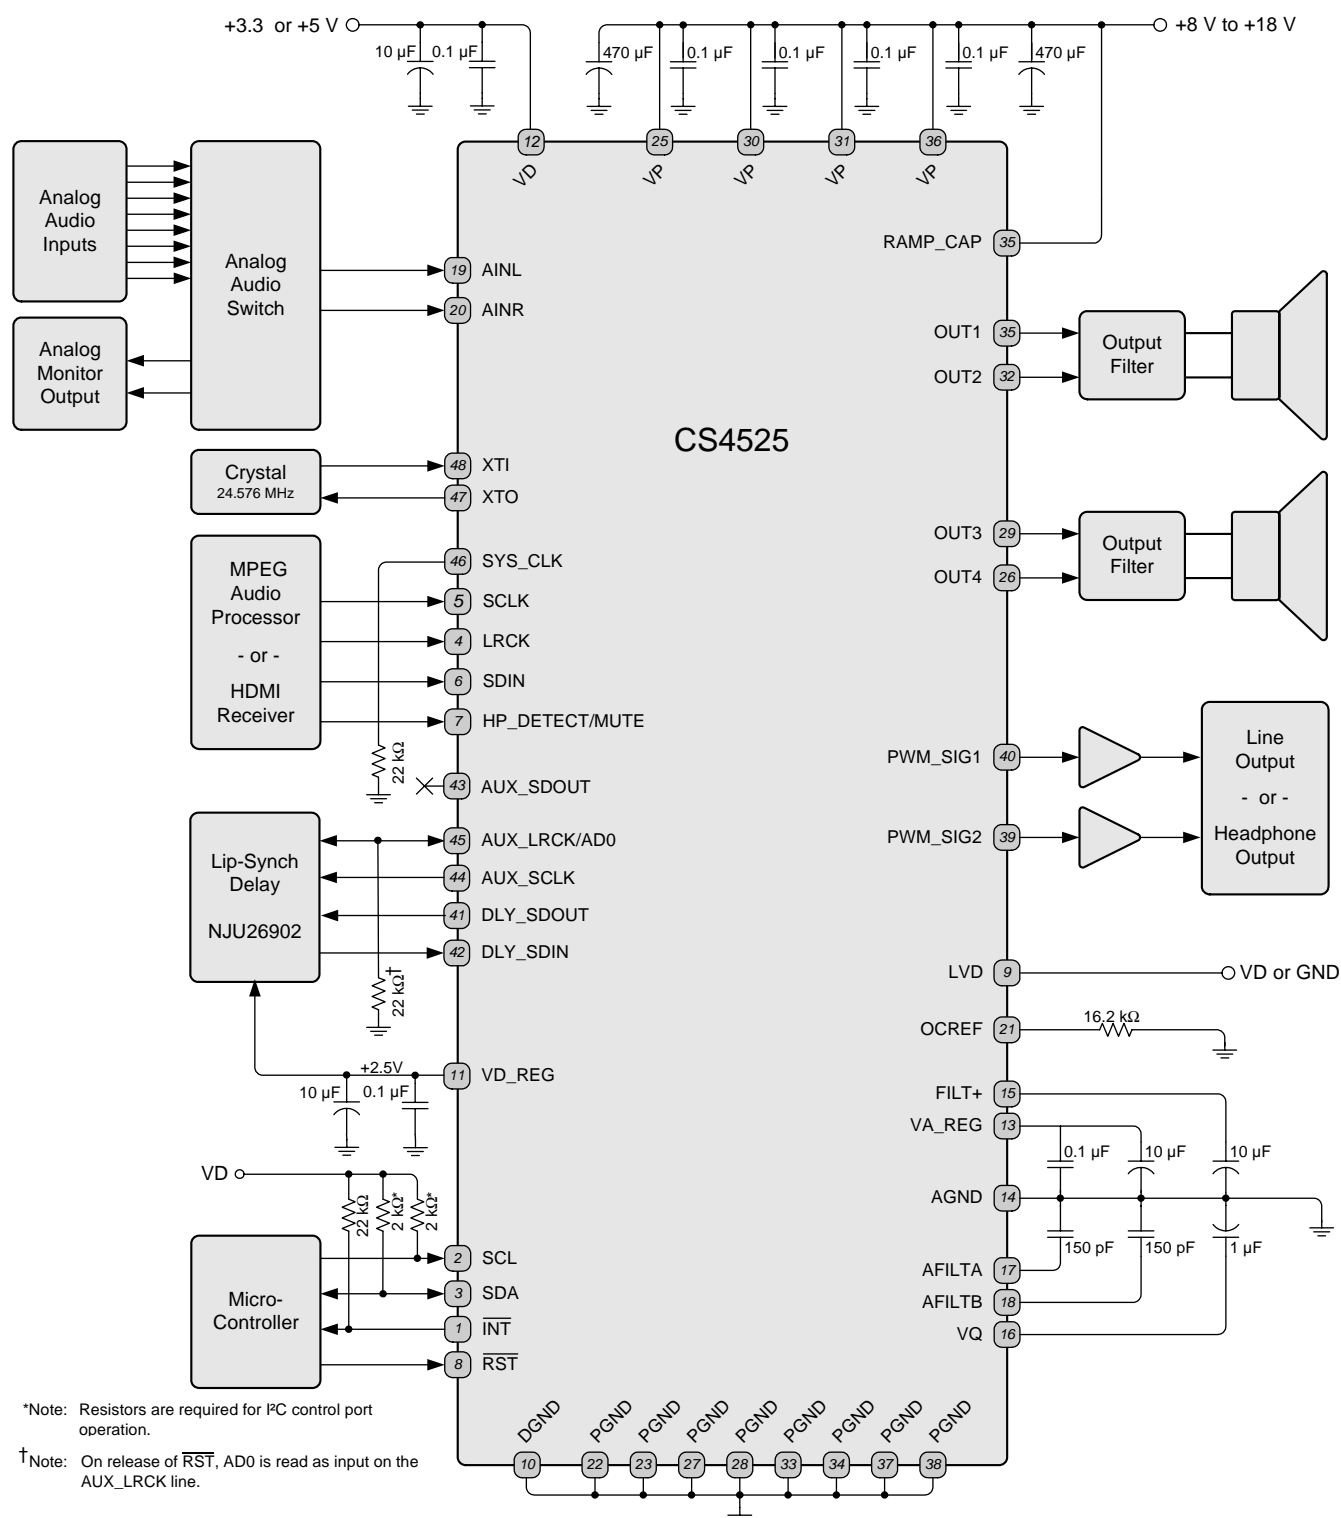 +3.3 or +5 V
10 µF
0.1 µF
470 µF
0.1 µF
0.1 µF
0.1 µF
0.1 µF
470 µF
+8 V to +18 V
12
25
30
31
36
VD
VP
VP
VP
VP
Analog
Audio
Inputs
Analog
Monitor
Output
Analog
Audio
Switch
19
AINL
20
AINR
CS4525
RAMP_CAP
35
OUT1
35
OUT2
32
Output
Filter
Crystal
24.576 MHz
48
XTI
47
XTO
OUT3
29
OUT4
26
Output
Filter
MPEG
Audio
Processor
- or -
HDMI
Receiver
46
SYS_CLK
5
SCLK
4
LRCK
6
SDIN
7
HP_DETECT/MUTE
22 kΩ
43
AUX_SDOUT
PWM_SIG1
40
PWM_SIG2
39
Line
Output
- or -
Headphone
Output
Lip-Synch
Delay
NJU26902
45
AUX_LRCK/AD0
44
AUX_SCLK
41
DLY_SDOUT
42
DLY_SDIN
22 kΩ†
LVD
9
VD or GND
OCREF
21
16.2 kΩ
+2.5V
11
VD_REG
10 µF
0.1 µF
FILT+
15
VA_REG
13
0.1 µF
10 µF
10 µF
AGND
14
150 pF
150 pF
1 µF
AFILTA
17
AFILTB
18
VQ
16
VD
22 kΩ
2 kΩ*
2 kΩ*
Micro-
Controller
2
SCL
3
SDA
1
INT
8
RST
DGND
PGND
PGND
PGND
PGND
PGND
PGND
PGND
PGND
10
22
23
27
28
33
34
37
38
*Note: Resistors are required for I²C control port
operation.
†Note: On release of RST, AD0 is read as input on the
AUX_LRCK line.